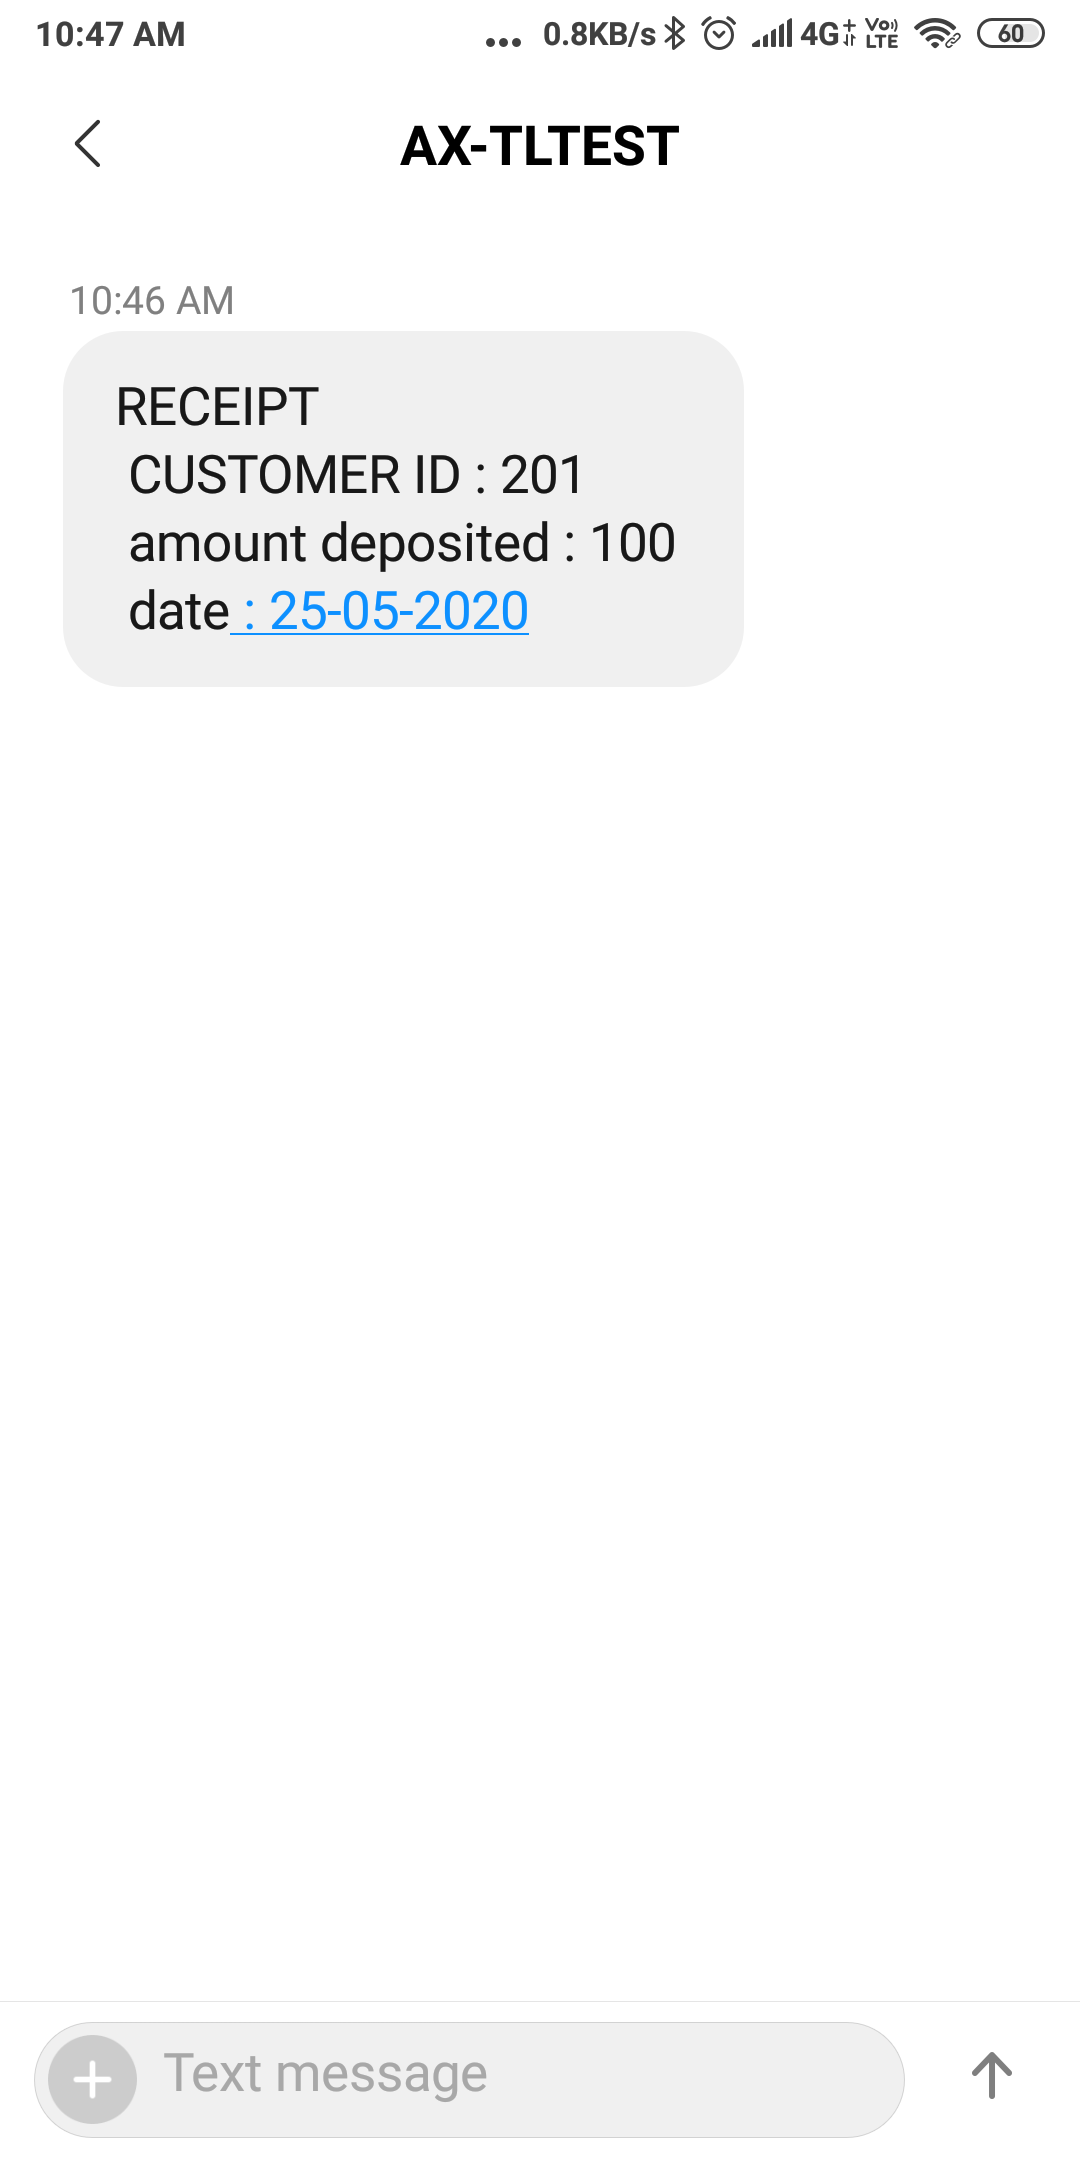 10:47 AM ... 0.8KB/s 4G+ VoLTE 60
AX-TLTEST
10:46 AM
RECEIPT
CUSTOMER ID : 201
amount deposited : 100
date : 25-05-2020
Text message